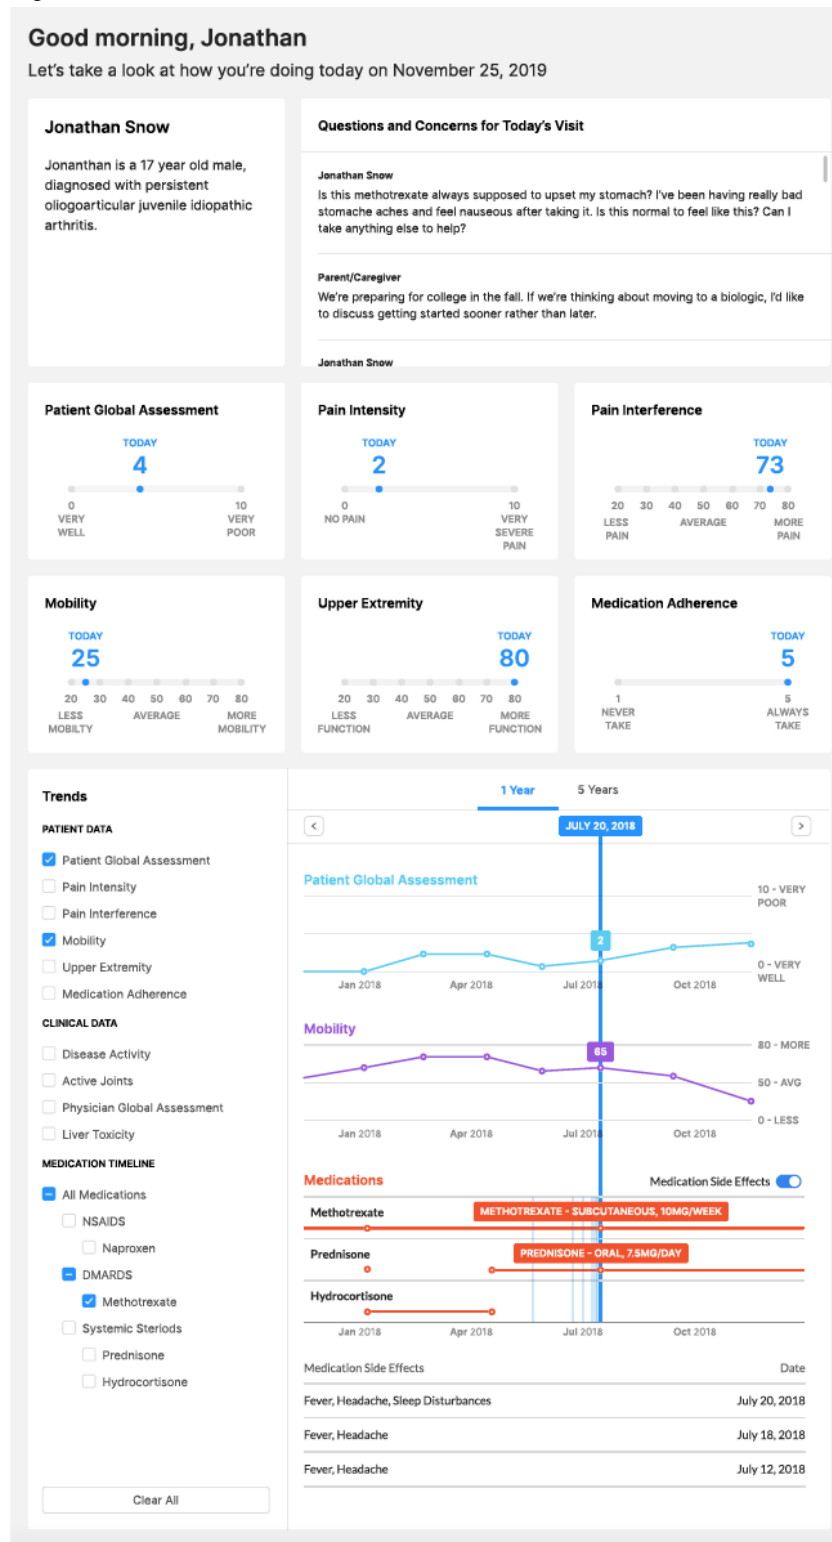 Good morning, Jonathan
Let's take a look at how you're doing today on November 25, 2019
Jonathan Snow
Jonanthan is a 17 year old male,
diagnosed with persistent
oliogoarticular juvenile idiopathic
arthritis.
Questions and Concerns for Today's Visit
Jonathan Snow
Is this methotrexate always supposed to upset my stomach? I've been having really bad
stomache aches and feel nauseous after taking it. Is this normal to feel like this? Can I
take anything else to help?
Parent/Caregiver
We're preparing for college in the fall. If we're thinking about moving to a biologic, I'd like
to discuss getting started sooner rather than later.
Jonathan Snow
Patient Global Assessment
TODAY
4
0 10
VERY VERY
WELL POOR
Pain Intensity
TODAY
2
0 10
NO PAIN VERY
SEVERE
PAIN
Pain Interference
TODAY
73
20 30 40 50 60 70 80
LESS AVERAGE MORE
PAIN PAIN
Mobility
TODAY
25
20 30 40 50 60 70 80
LESS AVERAGE MORE
MOBILTY MOBILITY
Upper Extremity
TODAY
80
20 30 40 50 60 70 80
LESS AVERAGE MORE
FUNCTION FUNCTION
Medication Adherence
TODAY
5
1 5
NEVER ALWAYS
TAKE TAKE
Trends
PATIENT DATA
Patient Global Assessment
Pain Intensity
Pain Interference
Mobility
Upper Extremity
Medication Adherence
CLINICAL DATA
Disease Activity
Active Joints
Physician Global Assessment
Liver Toxicity
MEDICATION TIMELINE
All Medications
NSAIDS
Naproxen
DMARDS
Methotrexate
Systemic Steriods
Prednisone
Hydrocortisone
Clear All
1 Year 5 Years
< JULY 20, 2018 >
Patient Global Assessment
10 - VERY
POOR
2
0 - VERY
WELL
Jan 2018 Apr 2018 Jul 2018 Oct 2018
Mobility
80 - MORE
65
50 - AVG
0 - LESS
Jan 2018 Apr 2018 Jul 2018 Oct 2018
Medications Medication Side Effects
Methotrexate METHOTREXATE - SUBCUTANEOUS, 10MG/WEEK
Prednisone PREDNISONE - ORAL, 7.5MG/DAY
Hydrocortisone
Jan 2018 Apr 2018 Jul 2018 Oct 2018
Medication Side Effects Date
Fever, Headache, Sleep Disturbances July 20, 2018
Fever, Headache July 18, 2018
Fever, Headache July 12, 2018